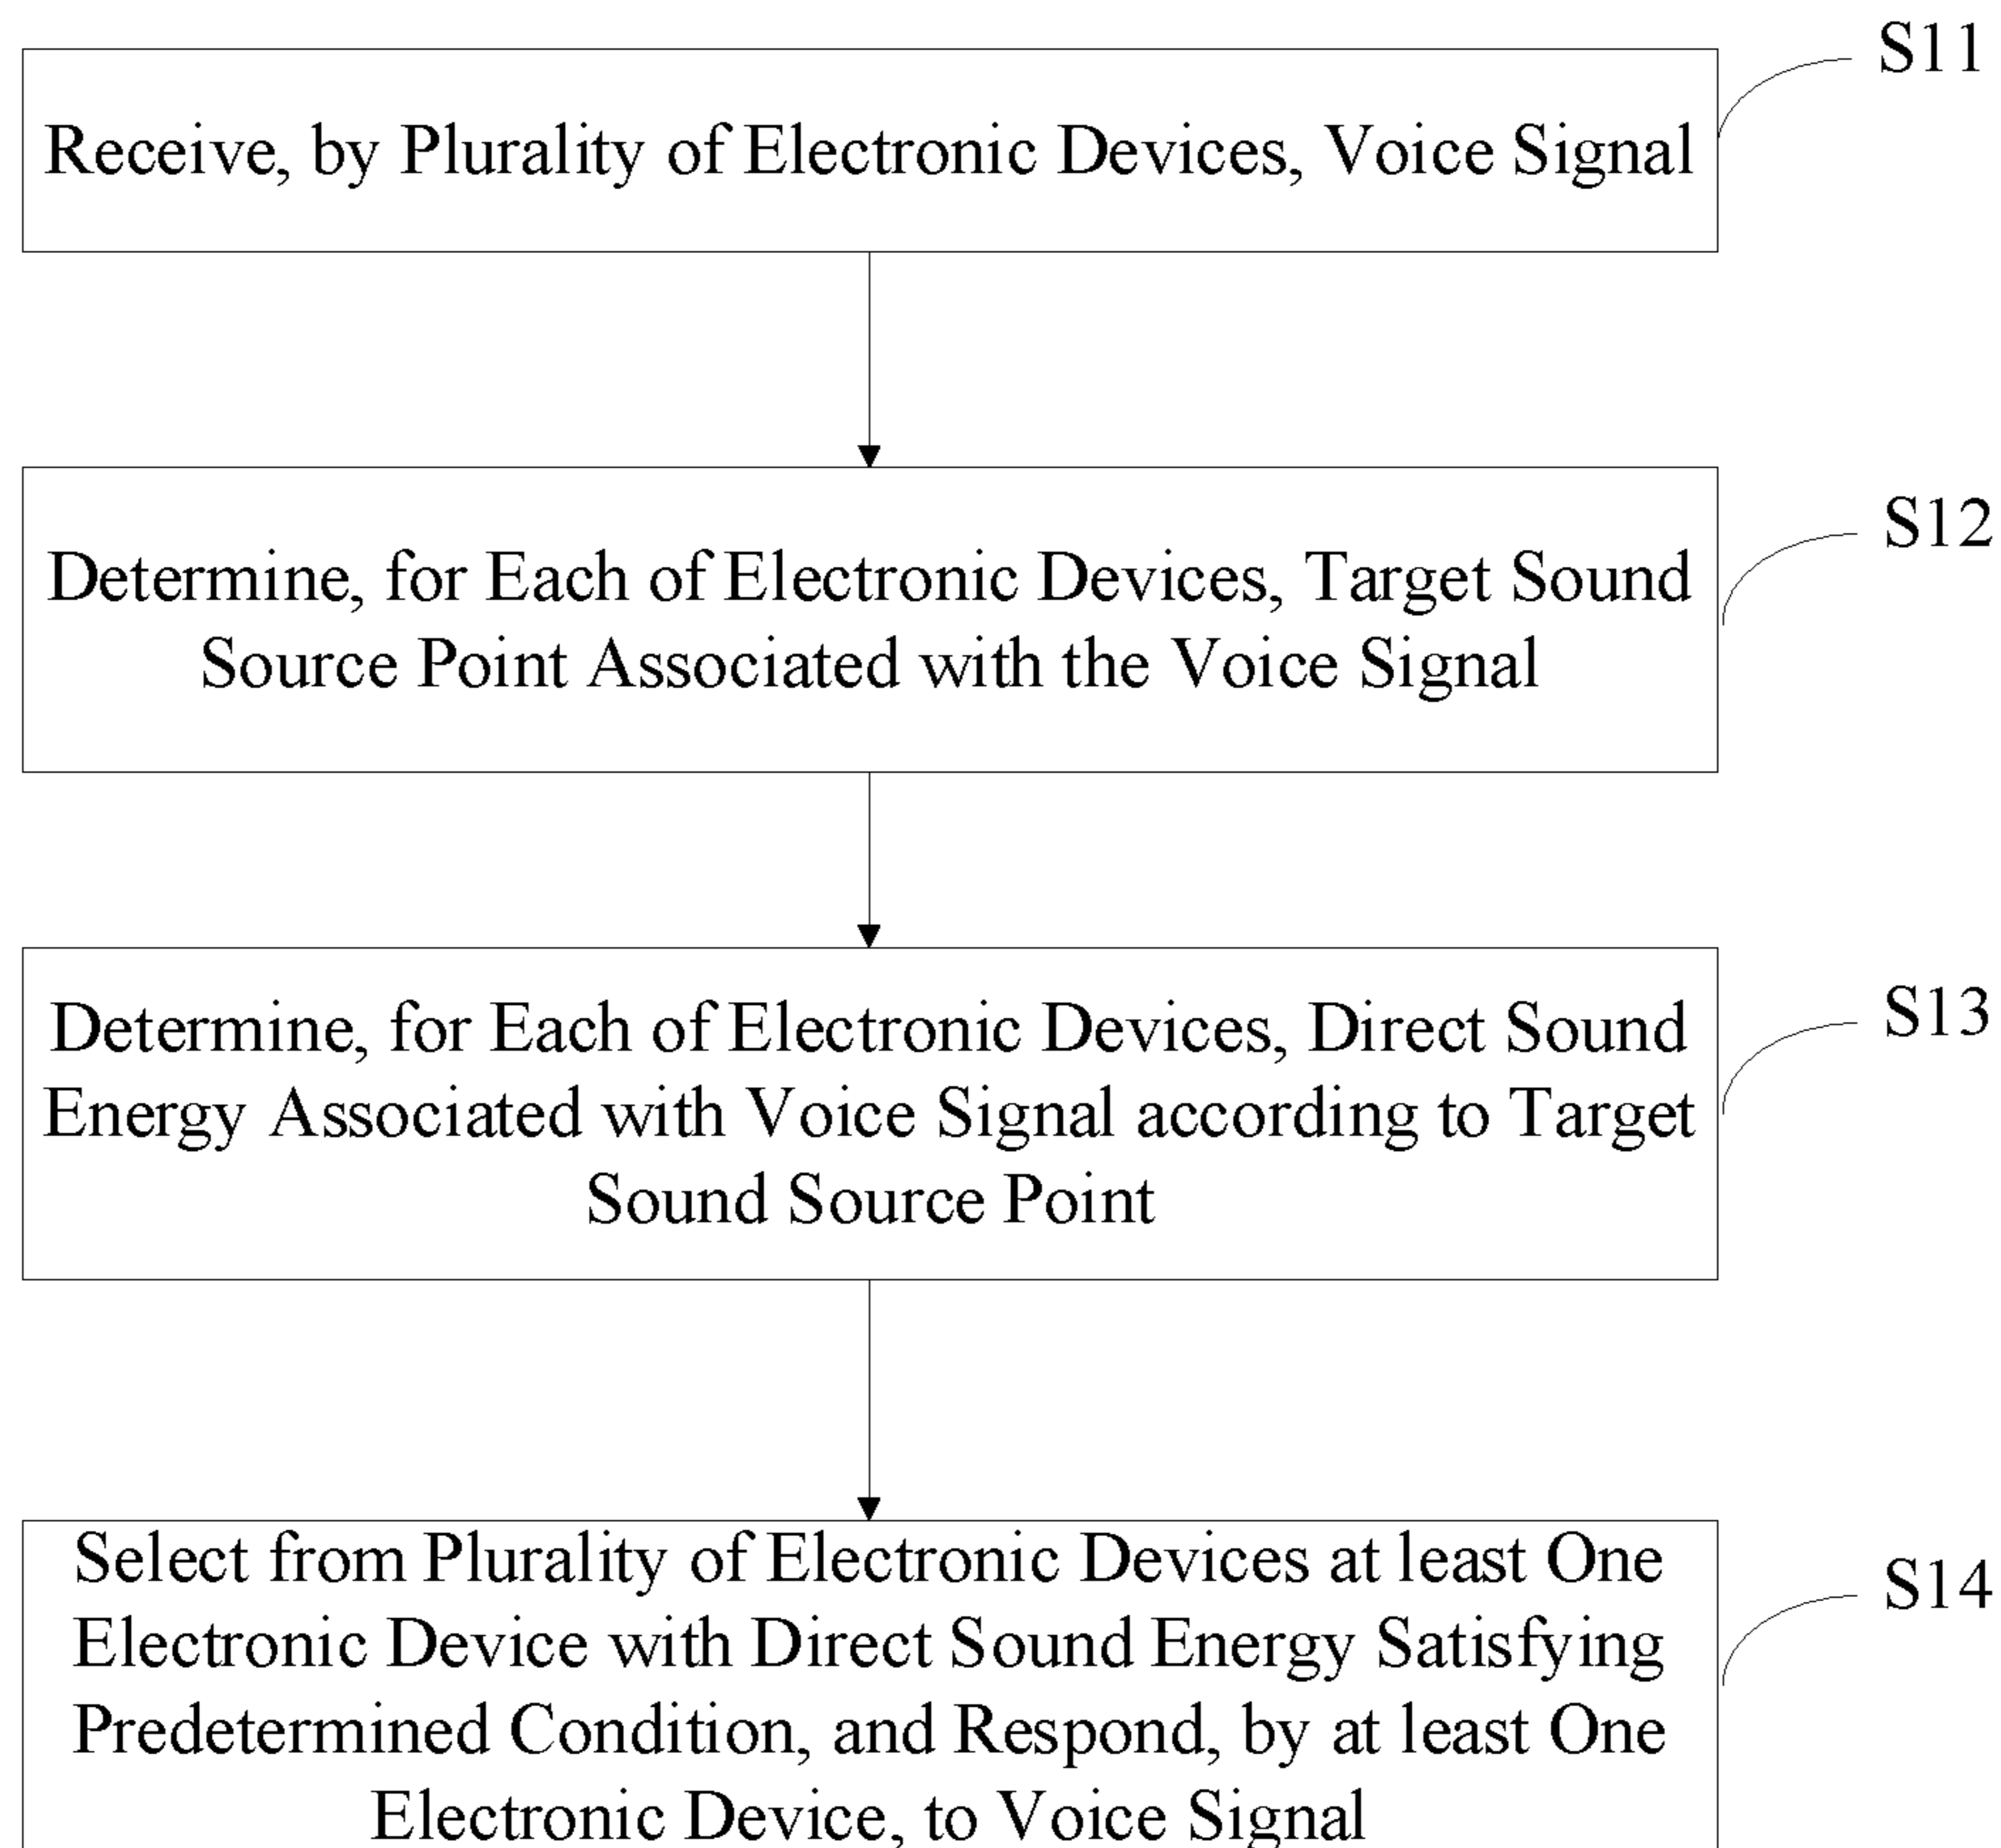 S11
Receive, by Plurality of Electronic Devices, Voice Signal
S12
Determine, for Each of Electronic Devices, Target Sound
Source Point Associated with the Voice Signal
S13
Determine, for Each of Electronic Devices, Direct Sound
Energy Associated with Voice Signal according to Target
Sound Source Point
S14
Select from Plurality of Electronic Devices at least One
Electronic Device with Direct Sound Energy Satisfying
Predetermined Condition, and Respond, by at least One
Electronic Device, to Voice Signal